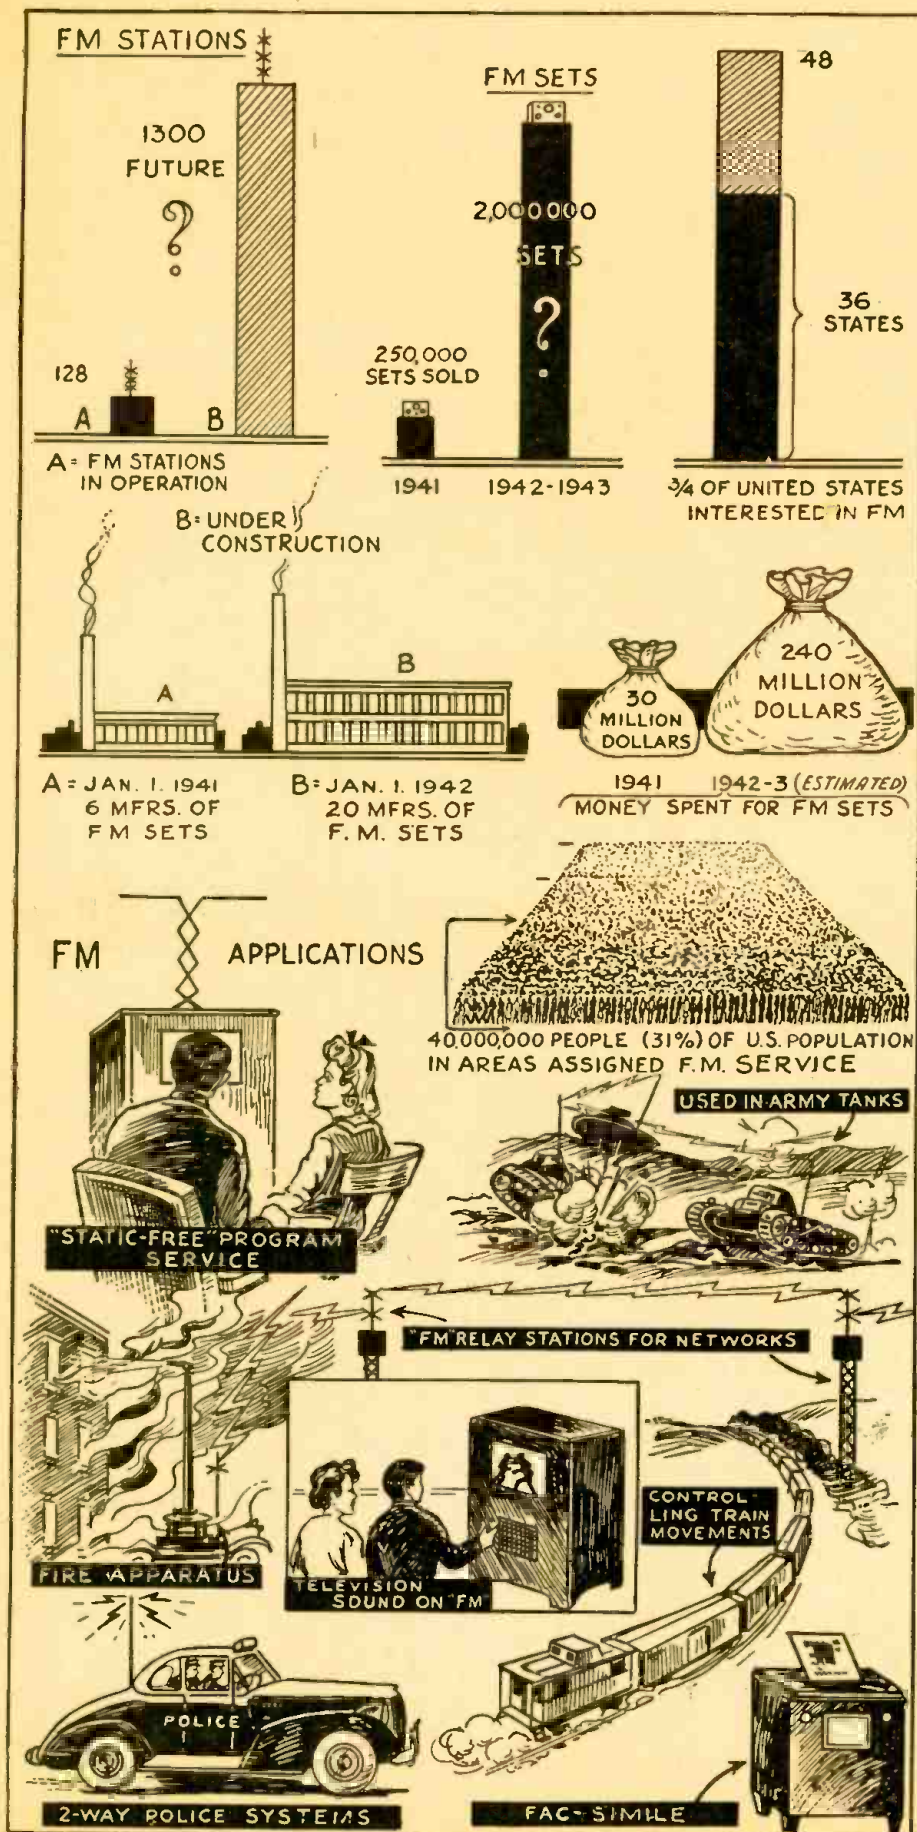 FM STATIONS
1300
FUTURE
?
128
A
B
A = FM STATIONS
IN OPERATION
B = UNDER
CONSTRUCTION
FM SETS
2,000,000
SETS
?
250,000
SETS SOLD
1941
1942-1943
48
36
STATES
3/4 OF UNITED STATES
INTERESTED IN FM
A
B
A = JAN. 1. 1941
6 MFRS. OF
FM SETS
B = JAN. 1. 1942
20 MFRS. OF
F. M. SETS
30
MILLION
DOLLARS
240
MILLION
DOLLARS
1941
1942-3 (ESTIMATED)
MONEY SPENT FOR FM SETS
FM APPLICATIONS
40,000,000 PEOPLE (31%) OF U.S. POPULATION
IN AREAS ASSIGNED F.M. SERVICE
"STATIC-FREE" PROGRAM
SERVICE
USED IN ARMY TANKS
"FM" RELAY STATIONS FOR NETWORKS
FIRE APPARATUS
TELEVISION
SOUND ON "FM"
CONTROL-
LING TRAIN
MOVEMENTS
POLICE
2-WAY POLICE SYSTEMS
FAC-SIMILE